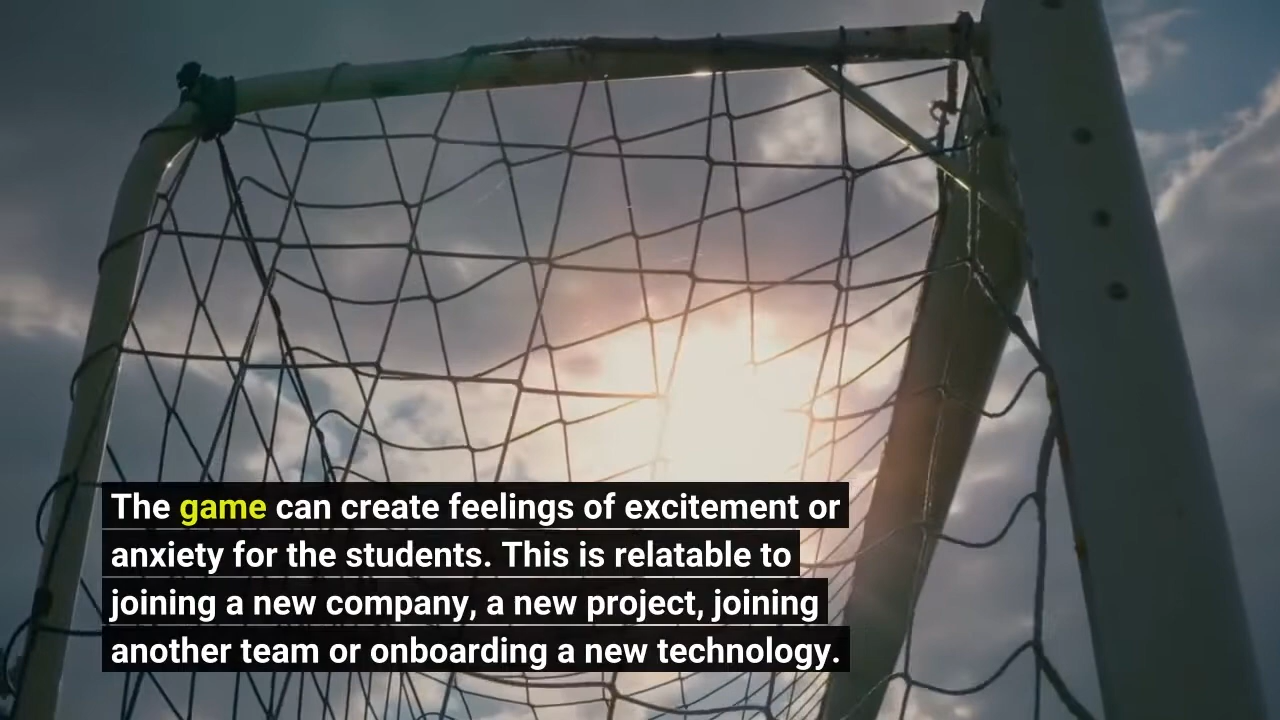 The game can create feelings of excitement or
anxiety for the students. This is relatable to
joining a new company, a new project, joining
another team or onboarding a new technology.